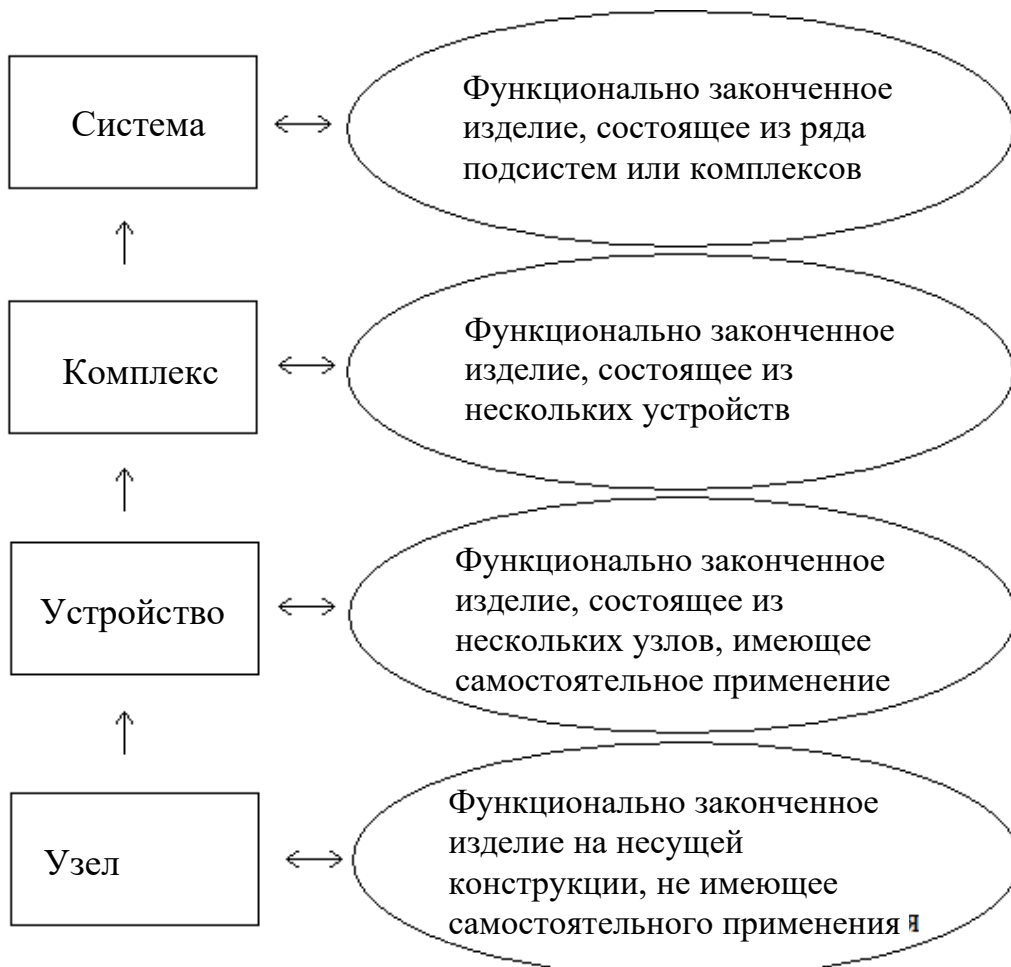 Система
Функционально законченное
изделие, состоящее из ряда
подсистем или комплексов
Комплекс
Функционально законченное
изделие, состоящее из
нескольких устройств
Устройство
Функционально законченное
изделие, состоящее из
нескольких узлов, имеющее
самостоятельное применение
Узел
Функционально законченное
изделие на несущей
конструкции, не имеющее
самостоятельного применения я